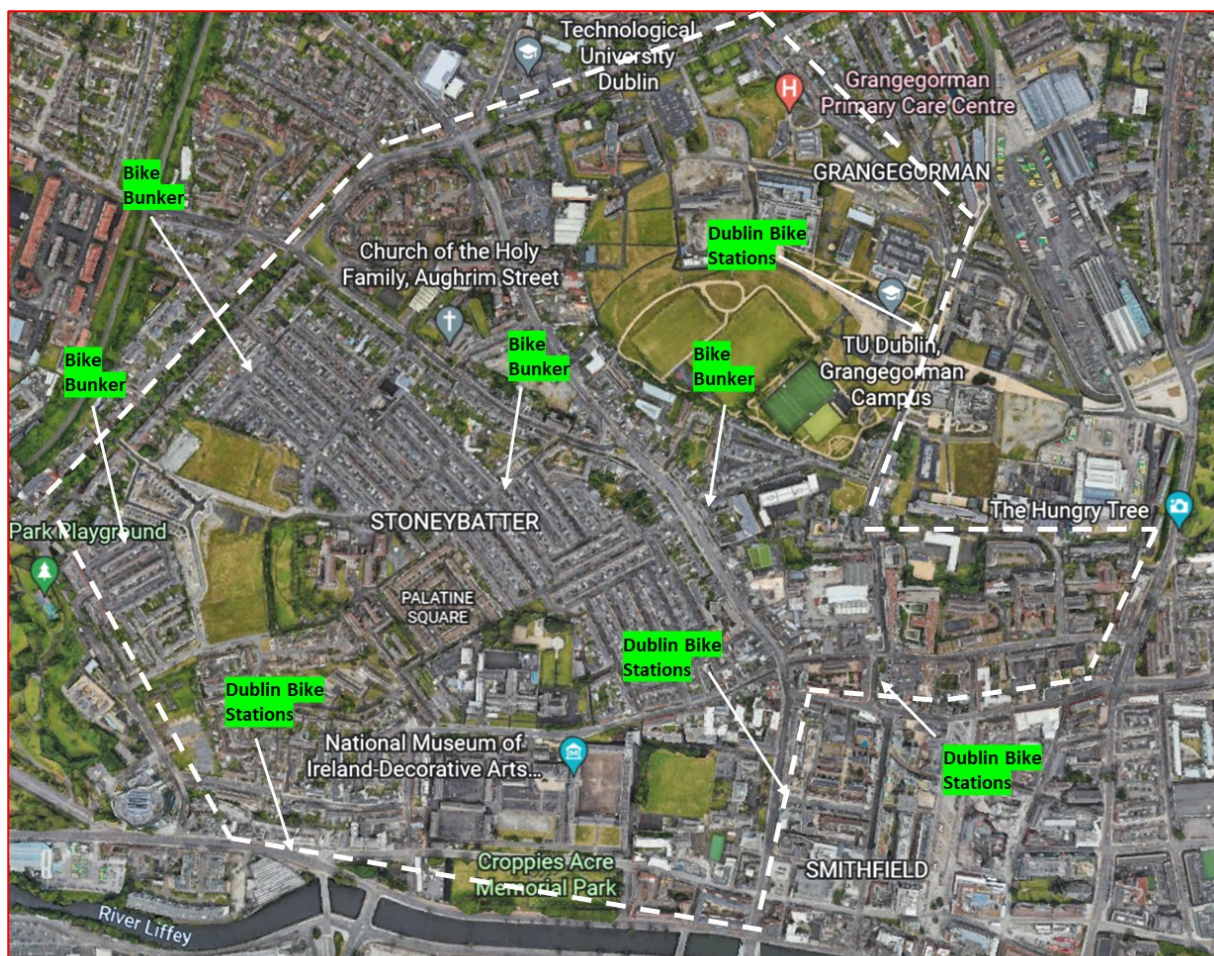 Technological
University
Dublin
Grangegorman
Primary Care Centre
Bike
Bunker
GRANGEGORMAN
Dublin Bike
Stations
Church of the Holy
Family, Aughrim Street
Bike
Bunker
Bike
Bunker
Bike
Bunker
TU Dublin,
Grangegorman
Campus
The Hungry Tree
STONEYBATTER
Park Playground
PALATINE
SQUARE
Dublin Bike
Stations
Dublin Bike
Stations
National Museum of
Ireland-Decorative Arts...
Dublin Bike
Stations
Croppies Acre
Memorial Park
SMITHFIELD
River Liffey